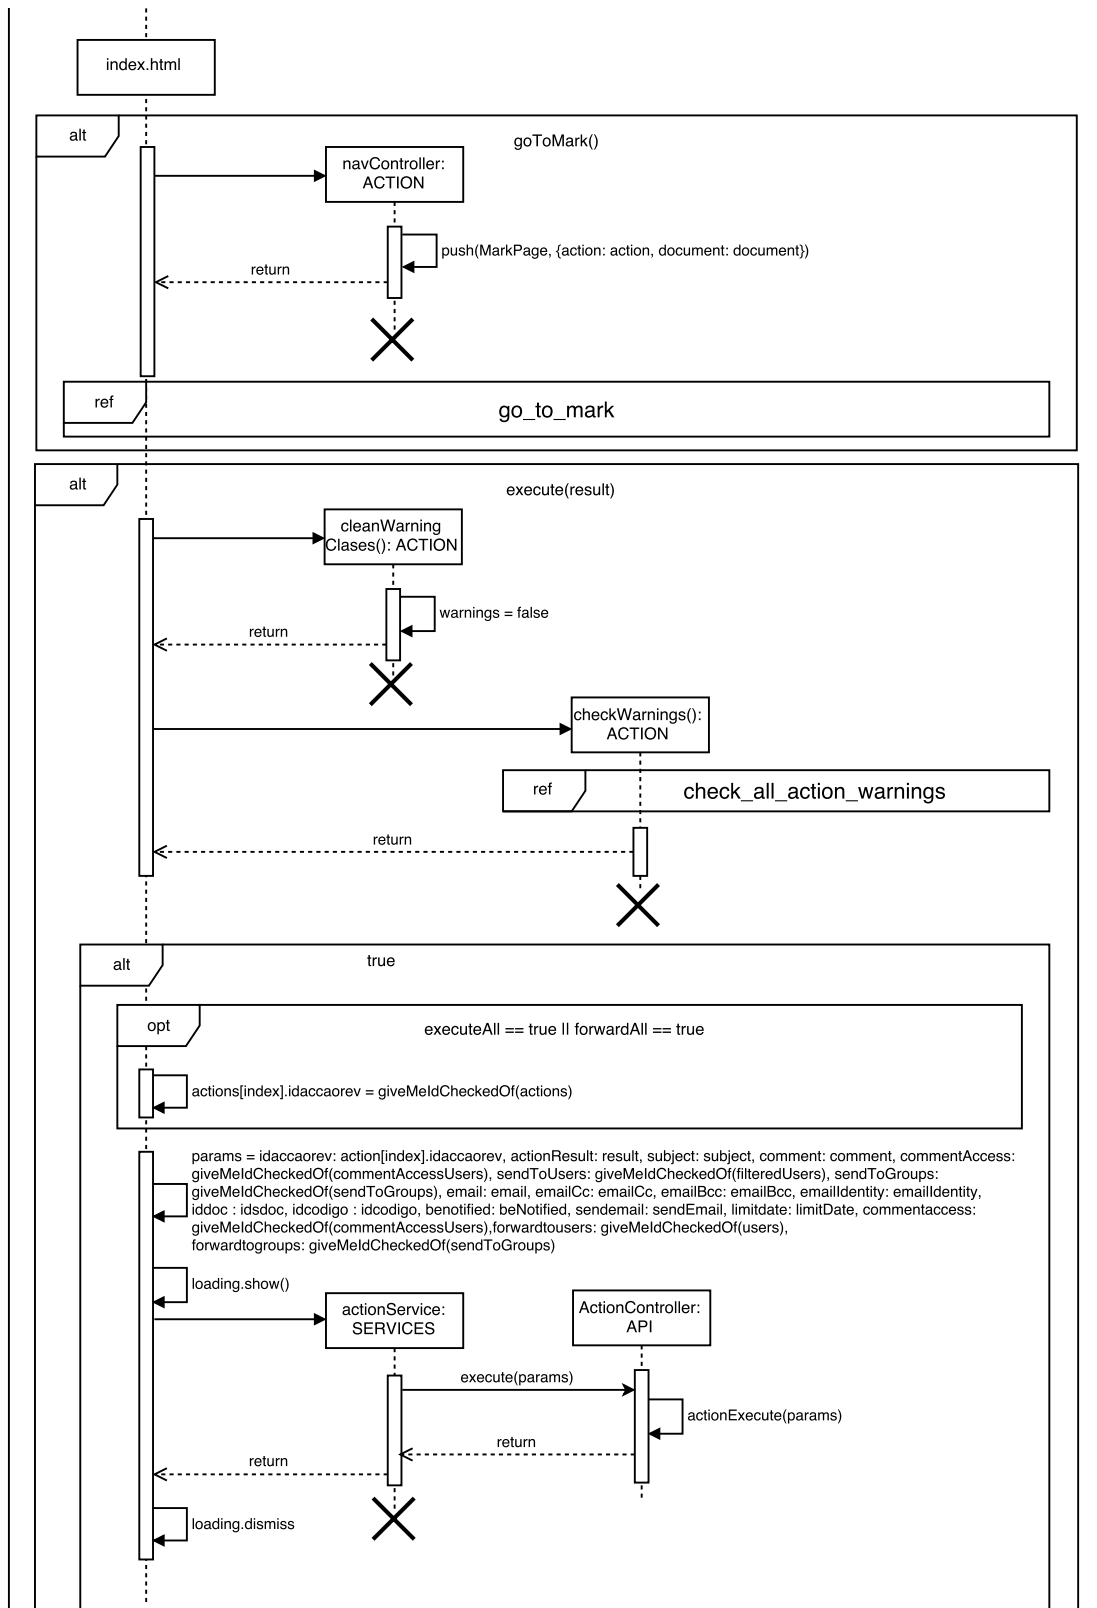 index.html
alt
goToMark()
navController:
ACTION
push(MarkPage, {action: action, document: document})
return
ref
go_to_mark
alt
execute(result)
cleanWarning
Clases(): ACTION
warnings = false
return
checkWarnings():
ACTION
ref
check_all_action_warnings
return
alt
true
opt
executeAll == true || forwardAll == true
actions[index].idaccaorev = giveMeIdCheckedOf(actions)
params = idaccaorev: action[index].idaccaorev, actionResult: result, subject: subject, comment: comment, commentAccess:
giveMeIdCheckedOf(commentAccessUsers), sendToUsers: giveMeIdCheckedOf(filteredUsers), sendToGroups:
giveMeIdCheckedOf(sendToGroups), email: email, emailCc: emailCc, emailBcc: emailBcc, emailIdentity: emailIdentity,
iddoc : idsdoc, idcodigo : idcodigo, benotified: beNotified, sendemail: sendEmail, limitdate: limitDate, commentaccess:
giveMeIdCheckedOf(commentAccessUsers),forwardtousers: giveMeIdCheckedOf(users),
forwardtogroups: giveMeIdCheckedOf(sendToGroups)
loading.show()
actionService:
SERVICES
ActionController:
API
execute(params)
actionExecute(params)
return
return
loading.dismiss